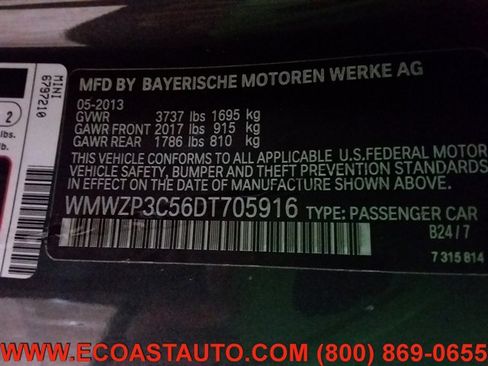 MINI
6797210
2
lbs.
lbs.
MFD BY BAYERISCHE MOTOREN WERKE AG
05-2013
GVWR 3737 lbs 1695 kg
GAWR FRONT 2017 lbs 915 kg
GAWR REAR 1786 lbs 810 kg
THIS VEHICLE CONFORMS TO ALL APPLICABLE U.S.FEDERAL MOTOR
VEHICLE SAFETY, BUMPER AND THEFT PREVENTION STANDARDS
IN EFFECT ON THE DATE OF MANUFACTURE SHOWN ABOVE.
WMWZP3C56DT705916 TYPE: PASSENGER CAR
B24/7
7 315 814
WWW.ECOASTAUTO.COM (800) 869-0655